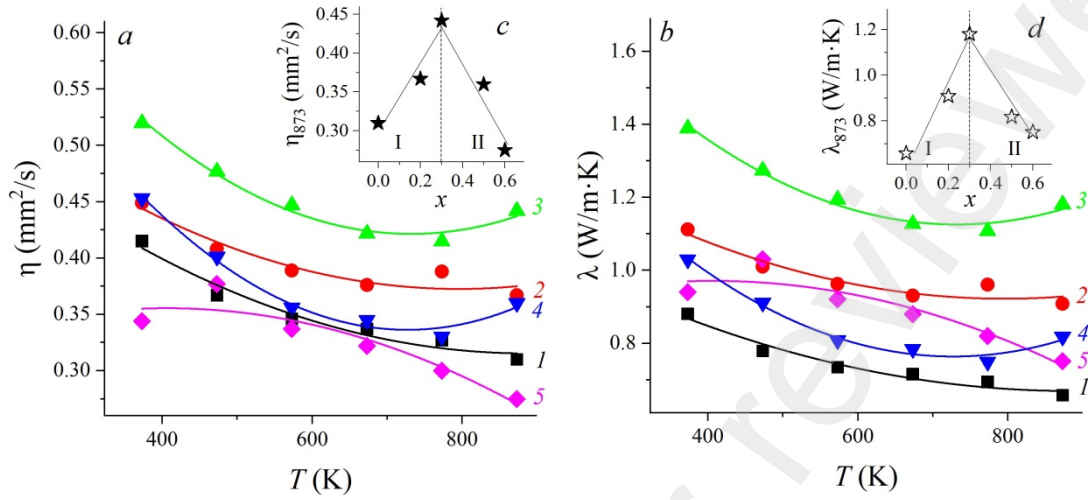 a
0.60
0.55
0.50
0.45
0.40
0.35
0.30
η (mm²/s)
400
600
800
T (K)
3
2
4
1
5
c
0.45
0.40
0.35
0.30
η₈₇₃ (mm²/s)
I
II
0.0
0.2
0.4
0.6
x
b
1.6
1.4
1.2
1.0
0.8
λ (W/m·K)
400
600
800
T (K)
3
2
4
5
1
d
1.2
1.0
0.8
λ₈₇₃ (W/m·K)
I
II
0.0
0.2
0.4
0.6
x